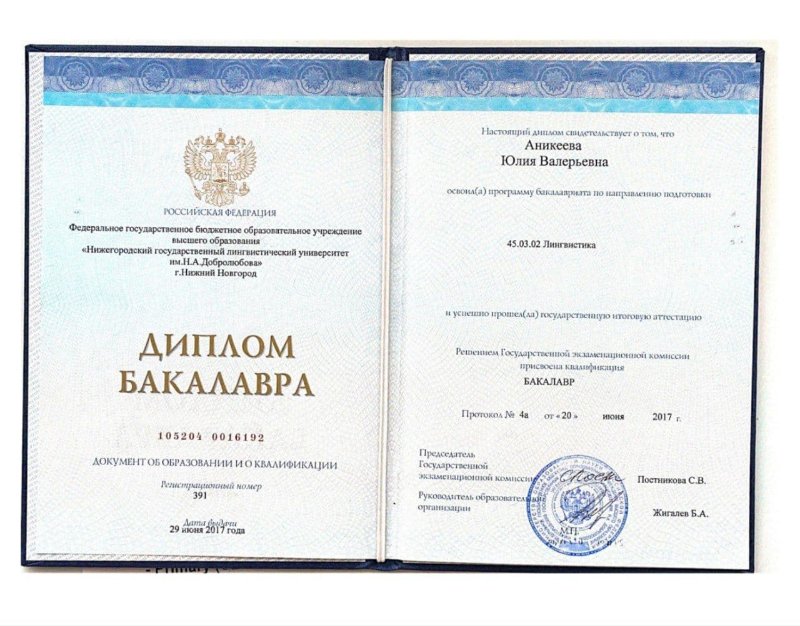 РОССИЙСКАЯ ФЕДЕРАЦИЯ
Федеральное государственное бюджетное образовательное учреждение
высшего образования
«Нижегородский государственный лингвистический университет
им.Н.А.Добролюбова»
г.Нижний Новгород
ДИПЛОМ
БАКАЛАВРА
105204 0016192
ДОКУМЕНТ ОБ ОБРАЗОВАНИИ И О КВАЛИФИКАЦИИ
Регистрационный номер
391
Дата выдачи
29 июня 2017 года
Настоящий диплом свидетельствует о том, что
Аникеева
Юлия Валерьевна
освоил(а) программу бакалавриата по направлению подготовки
45.03.02 Лингвистика
и успешно прошел(ла) государственную итоговую аттестацию
Решением Государственной экзаменационной комиссии
присвоена квалификация
БАКАЛАВР
Протокол № 4а от «20» июня 2017 г.
Председатель
Государственной
экзаменационной комиссии
Постникова С.В.
Руководитель образовательной
организации
Жигалев Б.А.
М.П.
- Primary